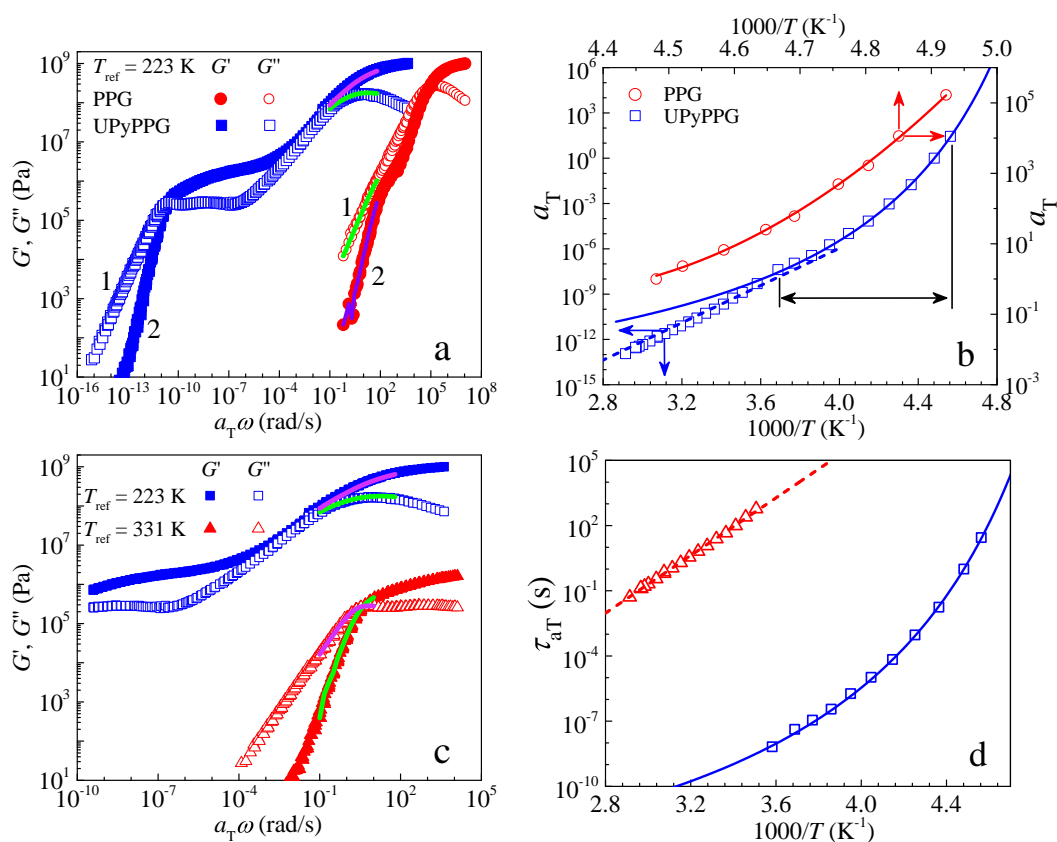 T_ref = 223 K G' G''
PPG
UPyPPG
1
2
1
2
a
10^9
10^7
10^5
10^3
10^1
G', G'' (Pa)
10^-16 10^-13 10^-10 10^-7 10^-4 10^-1 10^2 10^5 10^8
a_T ω (rad/s)
1000/T (K^-1)
4.4 4.5 4.6 4.7 4.8 4.9 5.0
PPG
UPyPPG
b
10^6
10^3
10^0
10^-3
10^-6
10^-9
10^-12
10^-15
a_T
10^5
10^3
10^1
10^-1
10^-3
a_T
2.8 3.2 3.6 4.0 4.4 4.8
1000/T (K^-1)
G' G''
T_ref = 223 K
T_ref = 331 K
c
10^9
10^7
10^5
10^3
10^1
G', G'' (Pa)
10^-10 10^-7 10^-4 10^-1 10^2 10^5
a_T ω (rad/s)
10^5
10^2
10^-1
10^-4
10^-7
10^-10
τ_aT (s)
d
2.8 3.2 3.6 4.0 4.4
1000/T (K^-1)